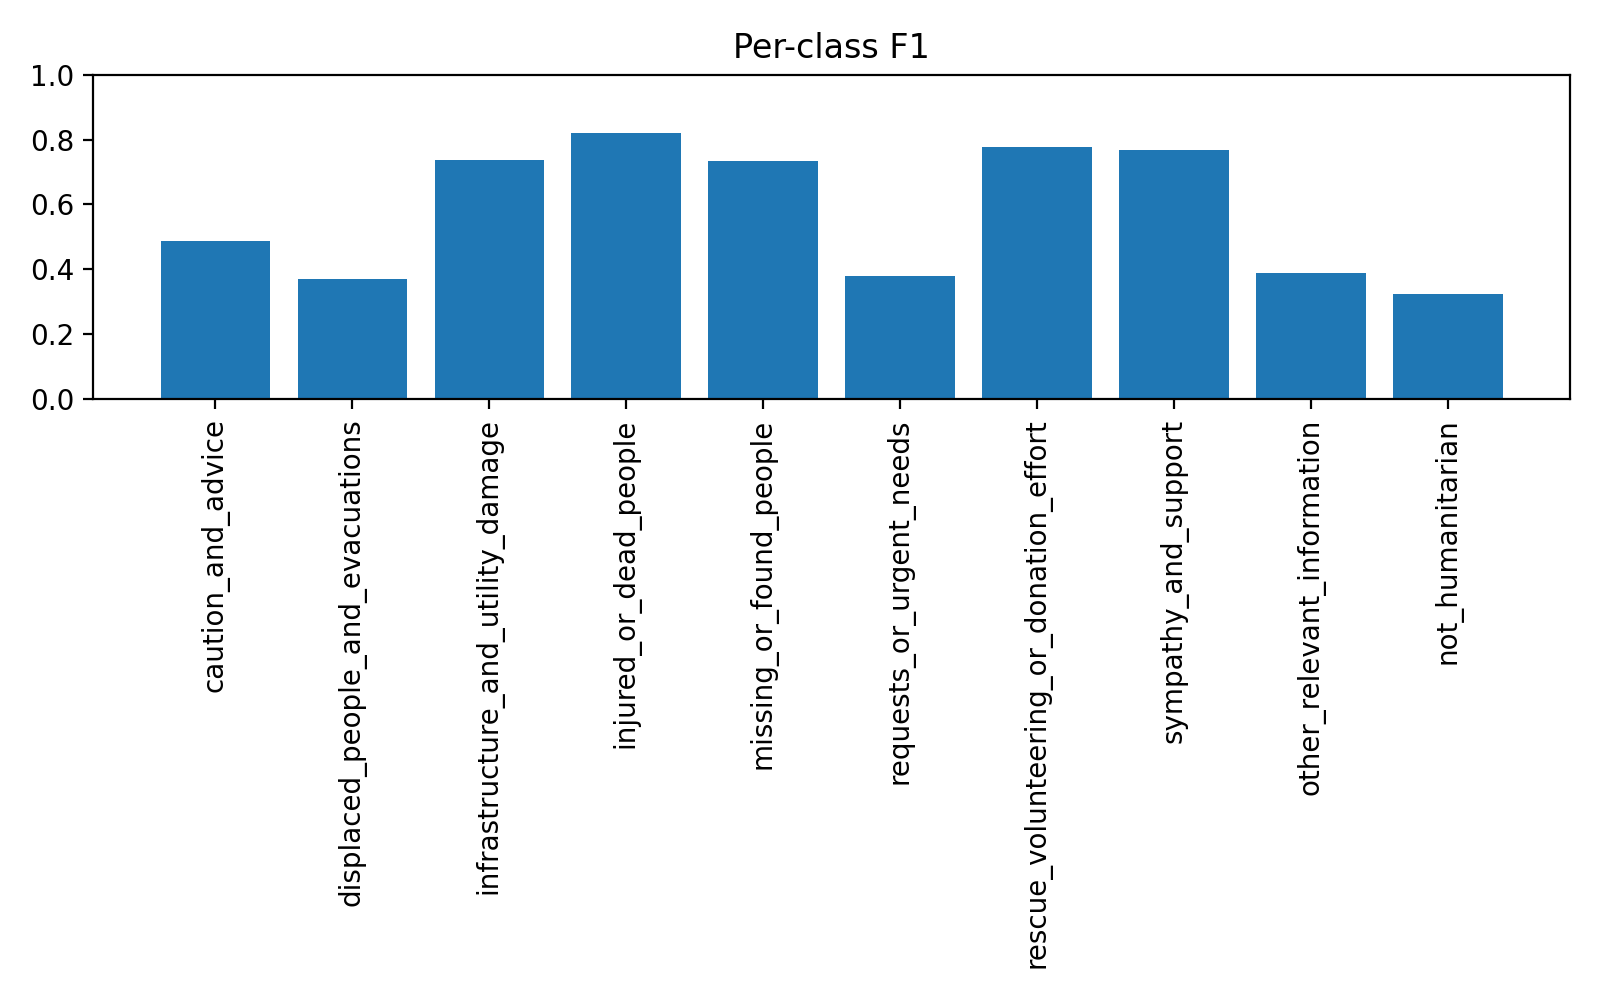 Per-class F1
1.0
0.8
0.6
0.4
0.2
0.0
caution_and_advice
displaced_people_and_evacuations
infrastructure_and_utility_damage
injured_or_dead_people
missing_or_found_people
requests_or_urgent_needs
rescue_volunteering_or_donation_effort
sympathy_and_support
other_relevant_information
not_humanitarian